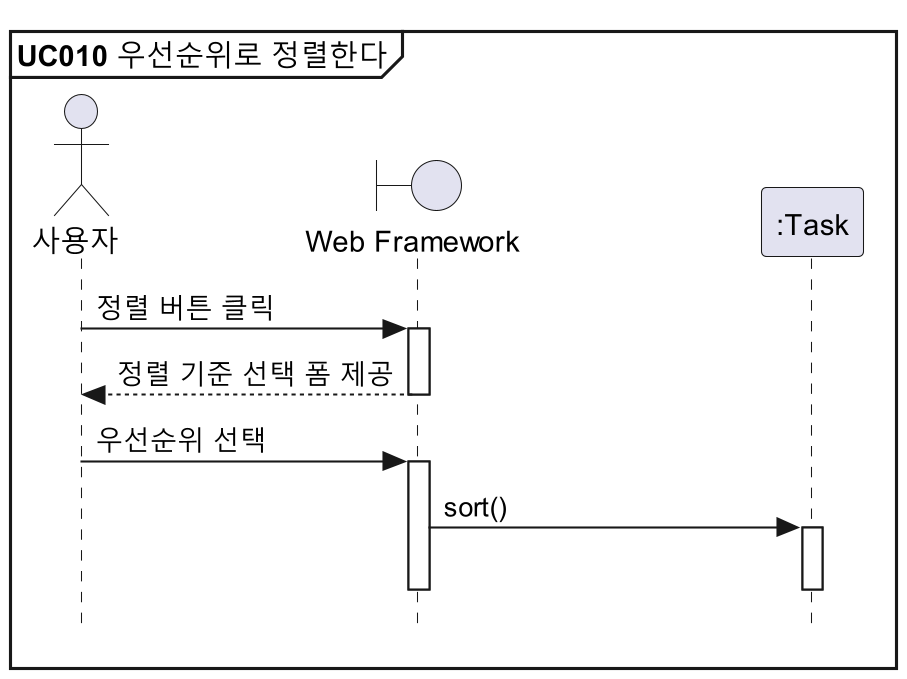 UC010 우선순위로 정렬한다
사용자
Web Framework
:Task
정렬 버튼 클릭
정렬 기준 선택 폼 제공
우선순위 선택
sort()